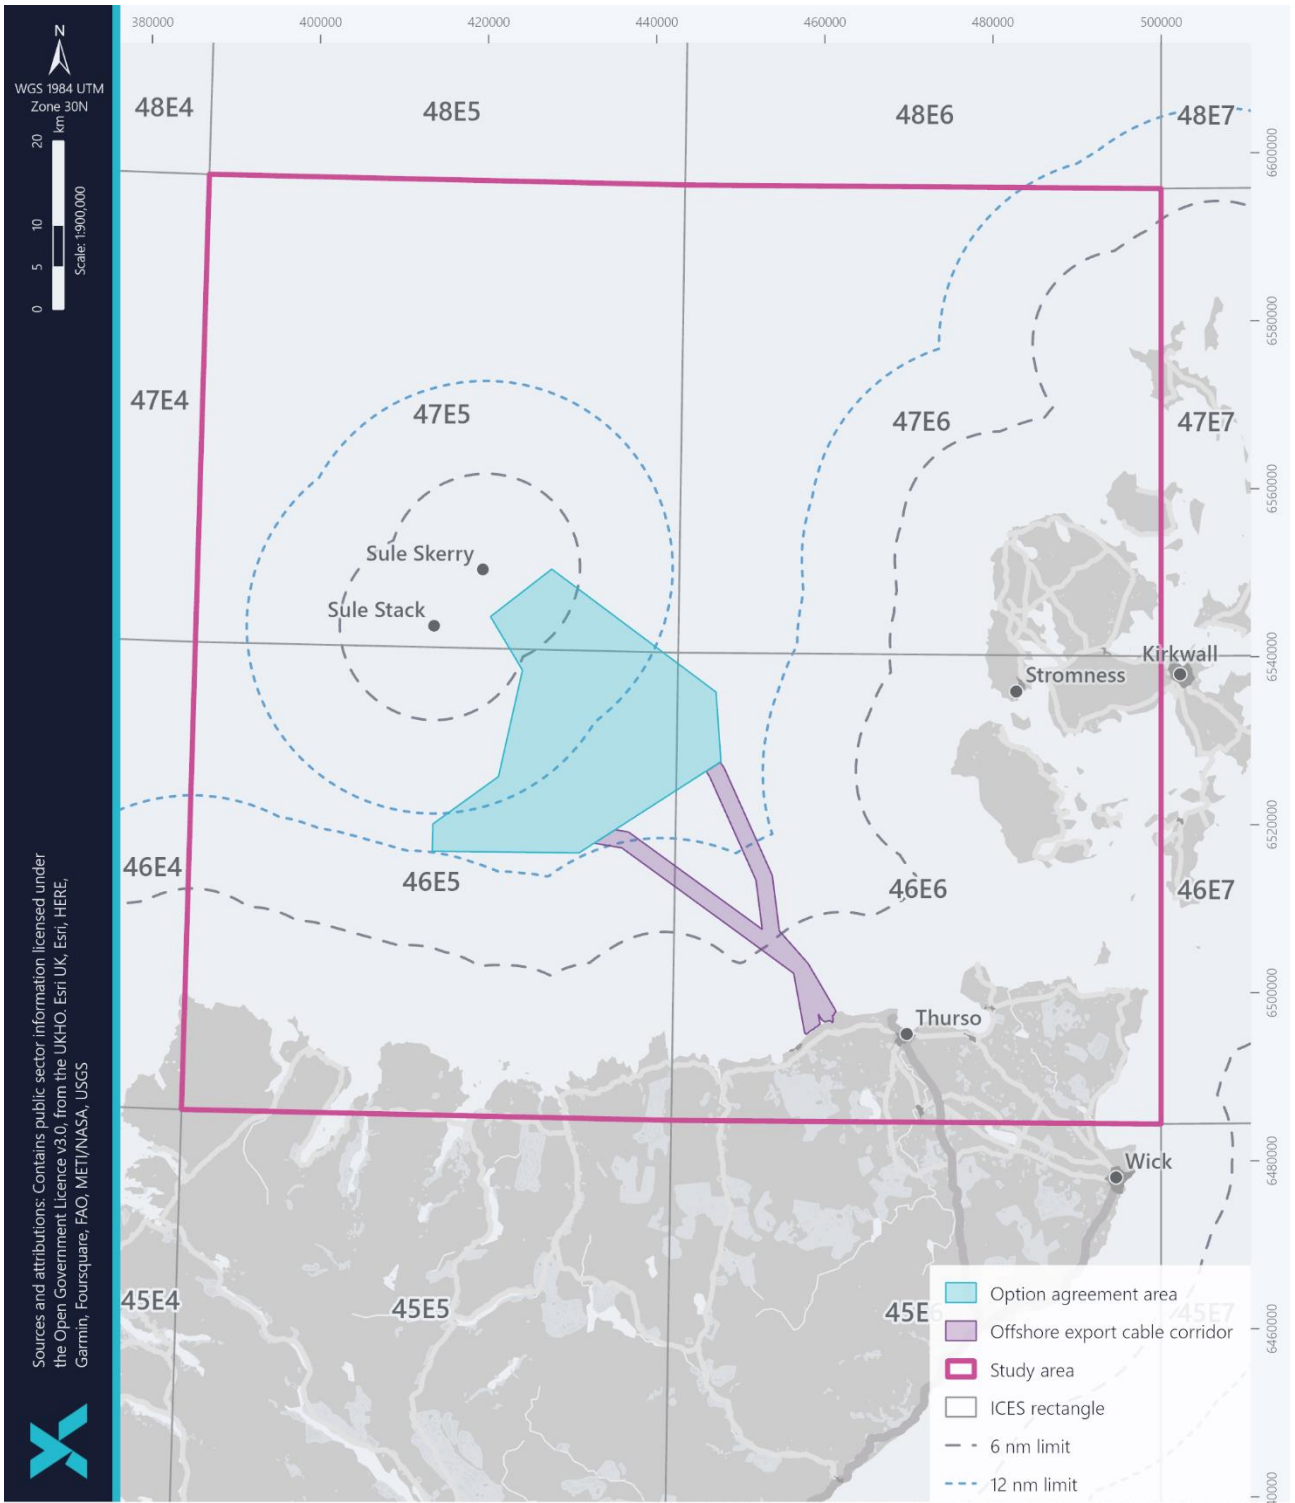 380000
400000
420000
440000
460000
480000
500000
N
WGS 1984 UTM
Zone 30N
20
10
5
0
km
Scale: 1:900,000
48E4
48E5
48E6
48E7
6600000
6580000
47E4
47E5
47E6
47E7
6560000
Sule Skerry
Sule Stack
6540000
Kirkwall
Stromness
6520000
46E4
46E5
46E6
46E7
6500000
Thurso
6480000
Wick
45E4
45E5
45E6
45E7
6460000
Option agreement area
Offshore export cable corridor
Study area
ICES rectangle
6 nm limit
12 nm limit
Sources and attributions: Contains public sector information licensed under
the Open Government Licence v3.0, from the UKHO. Esri UK, Esri, HERE,
Garmin, Foursquare, FAO, METI/NASA, USGS